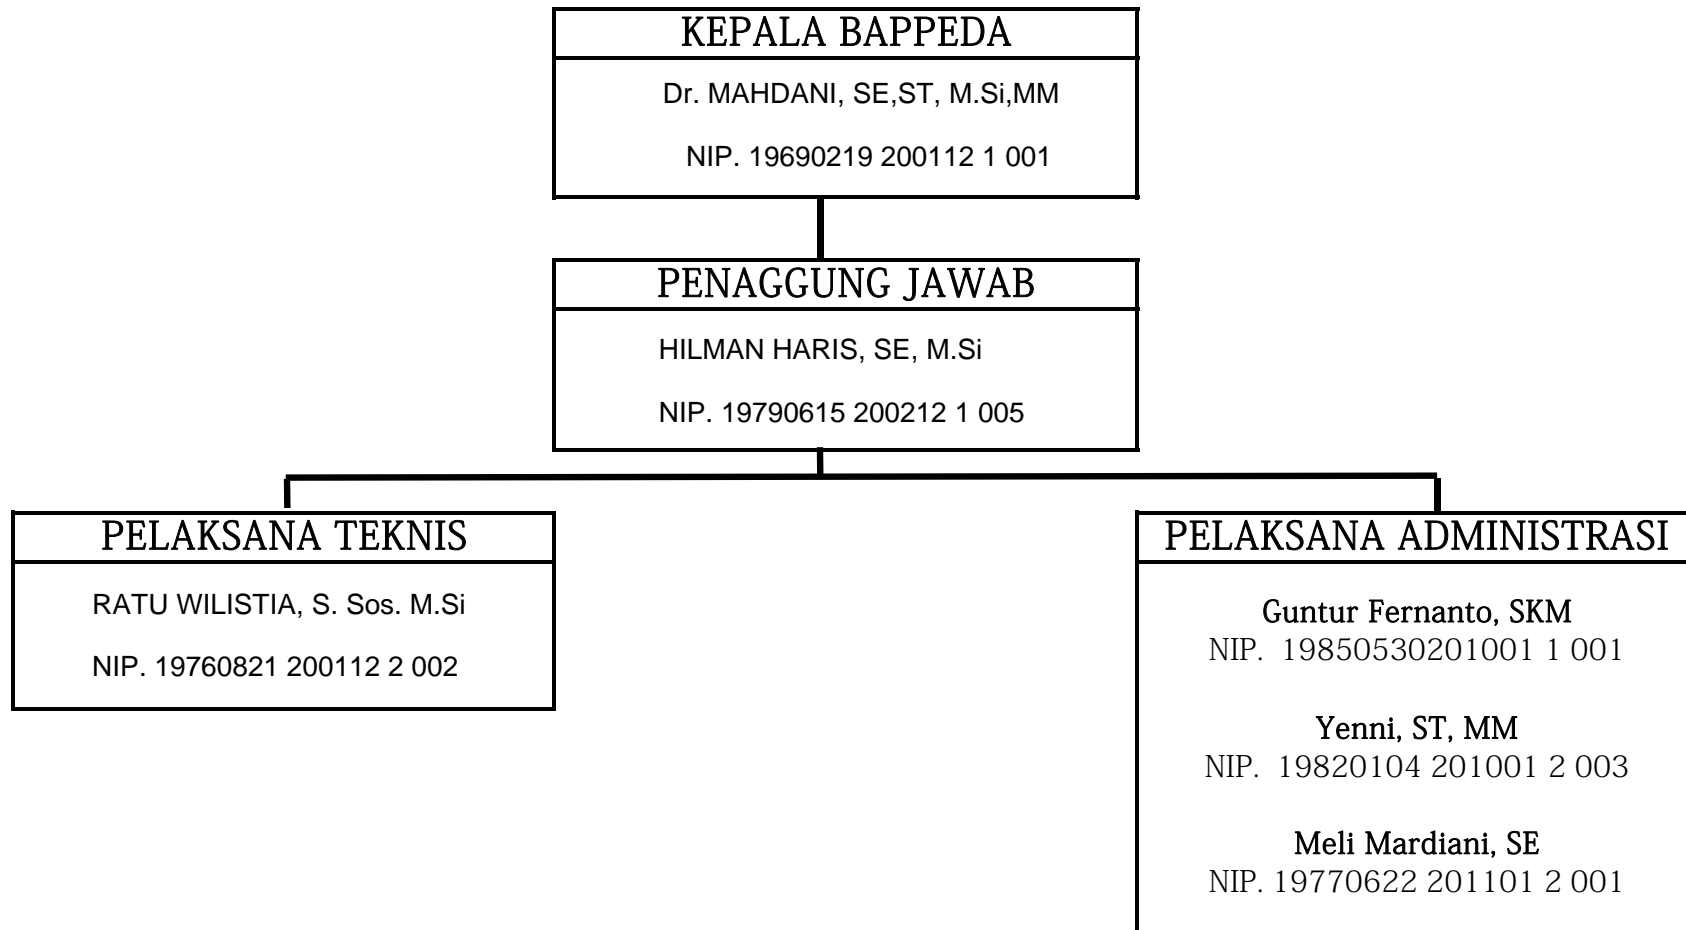 KEPALA BAPPEDA
Dr. MAHDANI, SE,ST, M.Si,MM
NIP. 19690219 200112 1 001
PENAGGUNG JAWAB
HILMAN HARIS, SE, M.Si
NIP. 19790615 200212 1 005
PELAKSANA TEKNIS
RATU WILISTIA, S. Sos. M.Si
NIP. 19760821 200112 2 002
PELAKSANA ADMINISTRASI
Guntur Fernanto, SKM
NIP. 19850530201001 1 001
Yenni, ST, MM
NIP. 19820104 201001 2 003
Meli Mardiani, SE
NIP. 19770622 201101 2 001